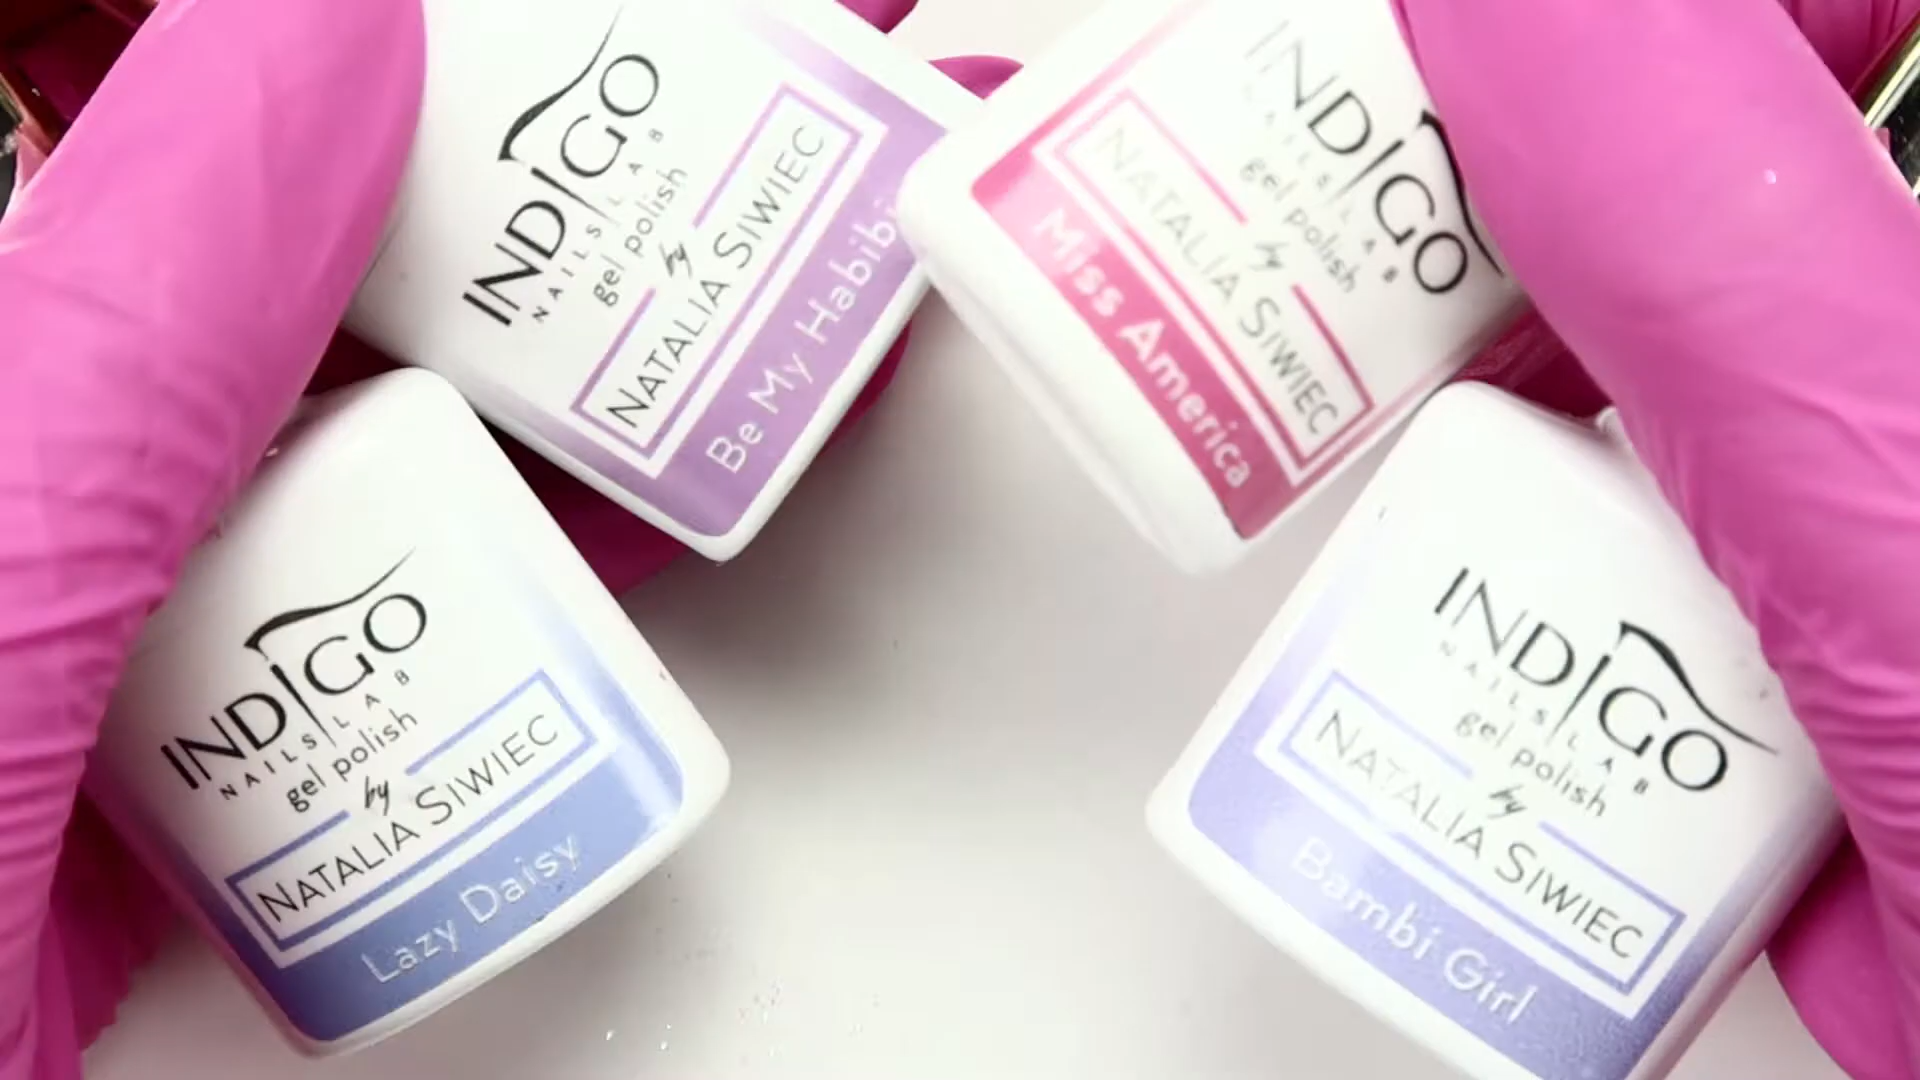 INDIGO
NAILS LAB
gel polish
by
NATALIA SIWIEC
Be My Habibi
INDIGO
NAILS LAB
gel polish
by
NATALIA SIWIEC
Miss America
INDIGO
NAILS LAB
gel polish
by
NATALIA SIWIEC
Lazy Daisy
INDIGO
NAILS LAB
gel polish
by
NATALIA SIWIEC
Bambi Girl